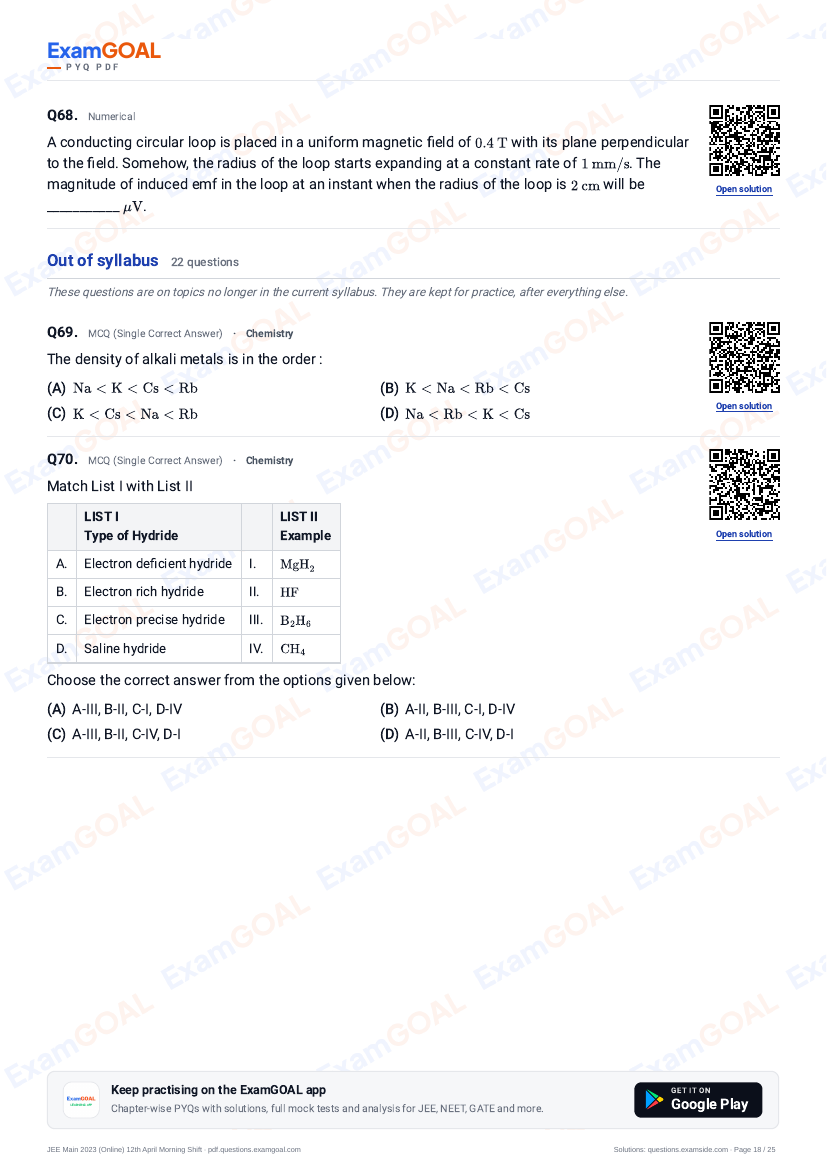 ExamGOAL
PYQ PDF
Q68. Numerical
A conducting circular loop is placed in a uniform magnetic field of 0.4 T with its plane perpendicular
to the field. Somehow, the radius of the loop starts expanding at a constant rate of 1 mm/s. The
magnitude of induced emf in the loop at an instant when the radius of the loop is 2 cm will be
___________ μV.
Open solution
Out of syllabus 22 questions
These questions are on topics no longer in the current syllabus. They are kept for practice, after everything else.
Q69. MCQ (Single Correct Answer) · Chemistry
The density of alkali metals is in the order :
(A) Na < K < Cs < Rb (B) K < Na < Rb < Cs
(C) K < Cs < Na < Rb (D) Na < Rb < K < Cs
Open solution
Q70. MCQ (Single Correct Answer) · Chemistry
Match List I with List II
LIST I LIST II
Type of Hydride Example
A. Electron deficient hydride I. MgH₂
B. Electron rich hydride II. HF
C. Electron precise hydride III. B₂H₆
D. Saline hydride IV. CH₄
Open solution
Choose the correct answer from the options given below:
(A) A-III, B-II, C-I, D-IV (B) A-II, B-III, C-I, D-IV
(C) A-III, B-II, C-IV, D-I (D) A-II, B-III, C-IV, D-I
Keep practising on the ExamGOAL app
Chapter-wise PYQs with solutions, full mock tests and analysis for JEE, NEET, GATE and more.
ExamGOAL
GET IT ON
Google Play
JEE Main 2023 (Online) 12th April Morning Shift · pdf.questions.examgoal.com Solutions: questions.examside.com · Page 18 / 25